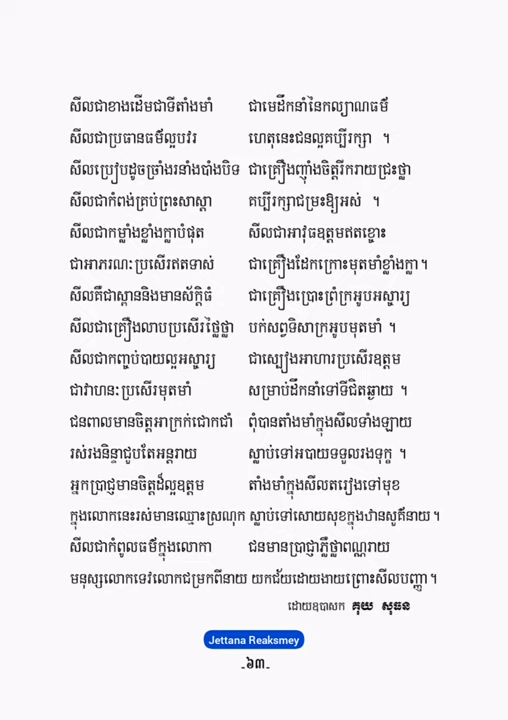 សីលជាខាងដើមជាទីតាំងមាំ ជាមេដឹកនាំនៃកល្យាណធម៌
សីលជាប្រធានធម៌ល្អបវរ ហេតុនេះជនល្អគប្បីរក្សា ។
សីលប្រៀបដូចច្រាំងរនាំងបាំងបិទ ជាគ្រឿងញ៉ាំងចិត្តរីករាយជ្រះថ្លា
សីលជាកំពង់គ្រប់ព្រះសាស្តា គប្បីរក្សាជម្រះឱ្យអស់ ។
សីលជាកម្លាំងខ្លាំងក្លាបំផុត សីលជាអាវុធឧត្តមឥតខ្ចោះ
ជាអាភរណៈប្រសើរឥតទាស់ ជាគ្រឿងដែកក្រោះមុតមាំខ្លាំងក្លា។
សីលគឺជាស្ពាននិងមានស័ក្តិធំ ជាគ្រឿងប្រោះព្រំក្រអូបអស្ចារ្យ
សីលជាគ្រឿងលាបប្រសើរថ្លៃថ្លា បក់សព្វទិសាក្រអូបមុតមាំ ។
សីលជាកញ្ចប់បាយល្អអស្ចារ្យ ជាស្បៀងអាហារប្រសើរឧត្តម
ជាវាហនៈប្រសើរមុតមាំ សម្រាប់ដឹកនាំទៅទីជិតឆ្ងាយ ។
ជនពាលមានចិត្តអាក្រក់ជោកជាំ ពុំបានតាំងមាំក្នុងសីលទាំងឡាយ
រស់រងនិន្ទាជួបតែអន្តរាយ ស្លាប់ទៅអបាយទទួលរងទុក្ខ ។
អ្នកប្រាជ្ញមានចិត្តដ៏ល្អឧត្តម តាំងមាំក្នុងសីលតរៀងទៅមុខ
ក្នុងលោកនេះរស់មានឈ្មោះស្រណុក ស្លាប់ទៅសោយសុខក្នុងឋានសួគ៌នាយ។
សីលជាកំពូលធម៌ក្នុងលោកា ជនមានប្រាជ្ញាភ្លឺថ្លាពណ្ណរាយ
មនុស្សលោកទេវលោកជម្រកពីនាយ យកជ័យដោយងាយព្រោះសីលបញ្ញា។
ដោយឧបាសក គុយ សុធន
Jettana Reaksmey
-៦៣-